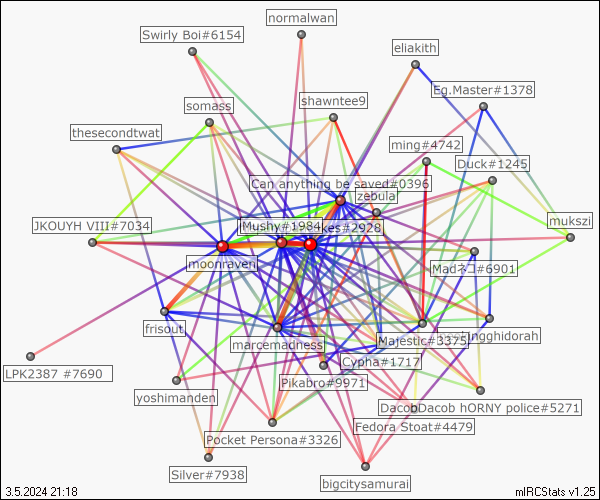 normalwan
Swirly Boi#6154
eliakith
Eg.Master#1378
shawntee9
somass
thesecondtwat
ming#4742
Duck#1245
Can anything be saved#0396
zebula
JKOUYH VIII#7034
Mushy#1984
kes#2928
mukszi
moonraven
Madネコ#6901
frisout
marcemadness
Majestic#3375
ngghidorah
Cypha#1717
LPK2387 #7690
Pikabro#9971
yoshimanden
DacobDacob hORNY police#5271
Fedora Stoat#4479
Pocket Persona#3326
Silver#7938
bigcitysamurai
3.5.2024 21:18
mIRCStats v1.25